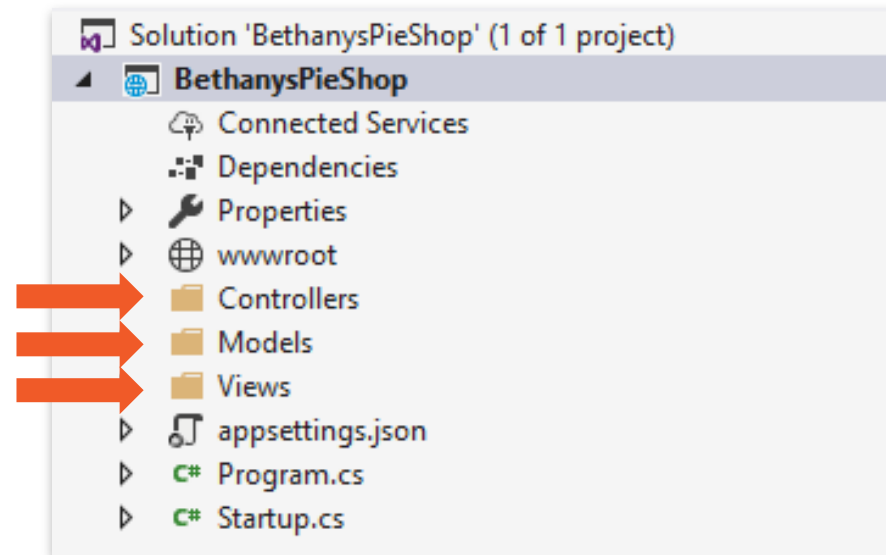 Solution 'BethanysPieShop' (1 of 1 project)
BethanysPieShop
Connected Services
Dependencies
Properties
wwwroot
Controllers
Models
Views
appsettings.json
C# Program.cs
C# Startup.cs